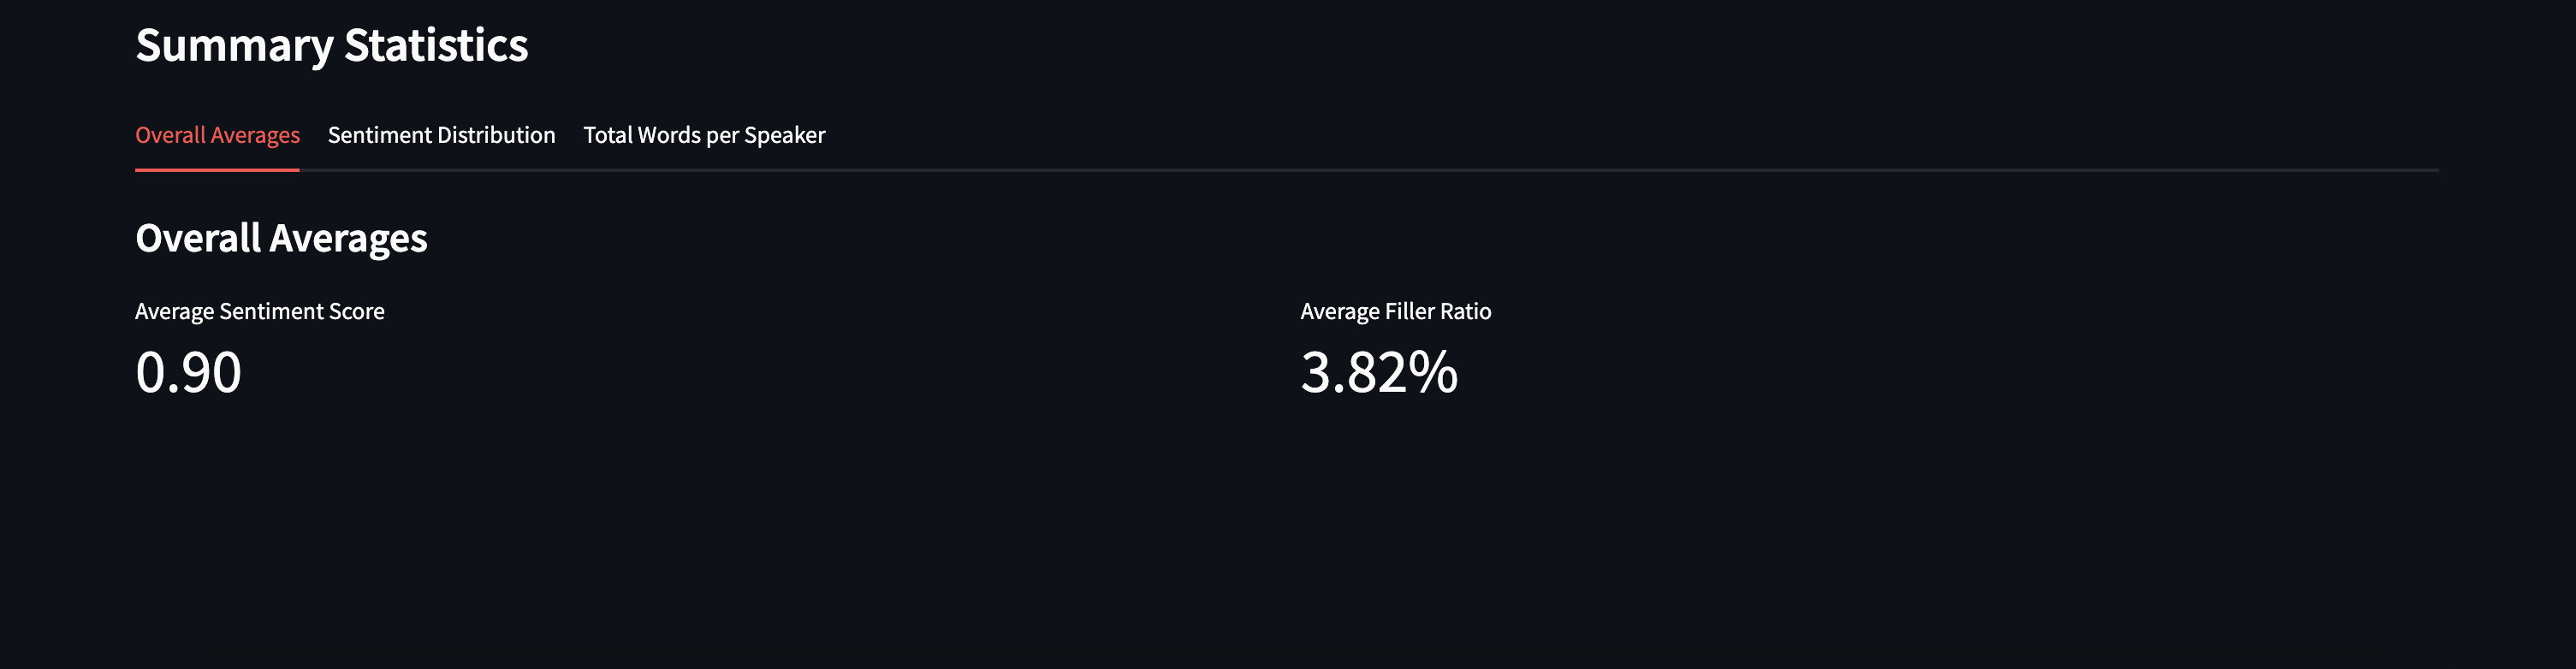 Summary Statistics
Overall Averages Sentiment Distribution Total Words per Speaker
Overall Averages
Average Sentiment Score Average Filler Ratio
0.90 3.82%